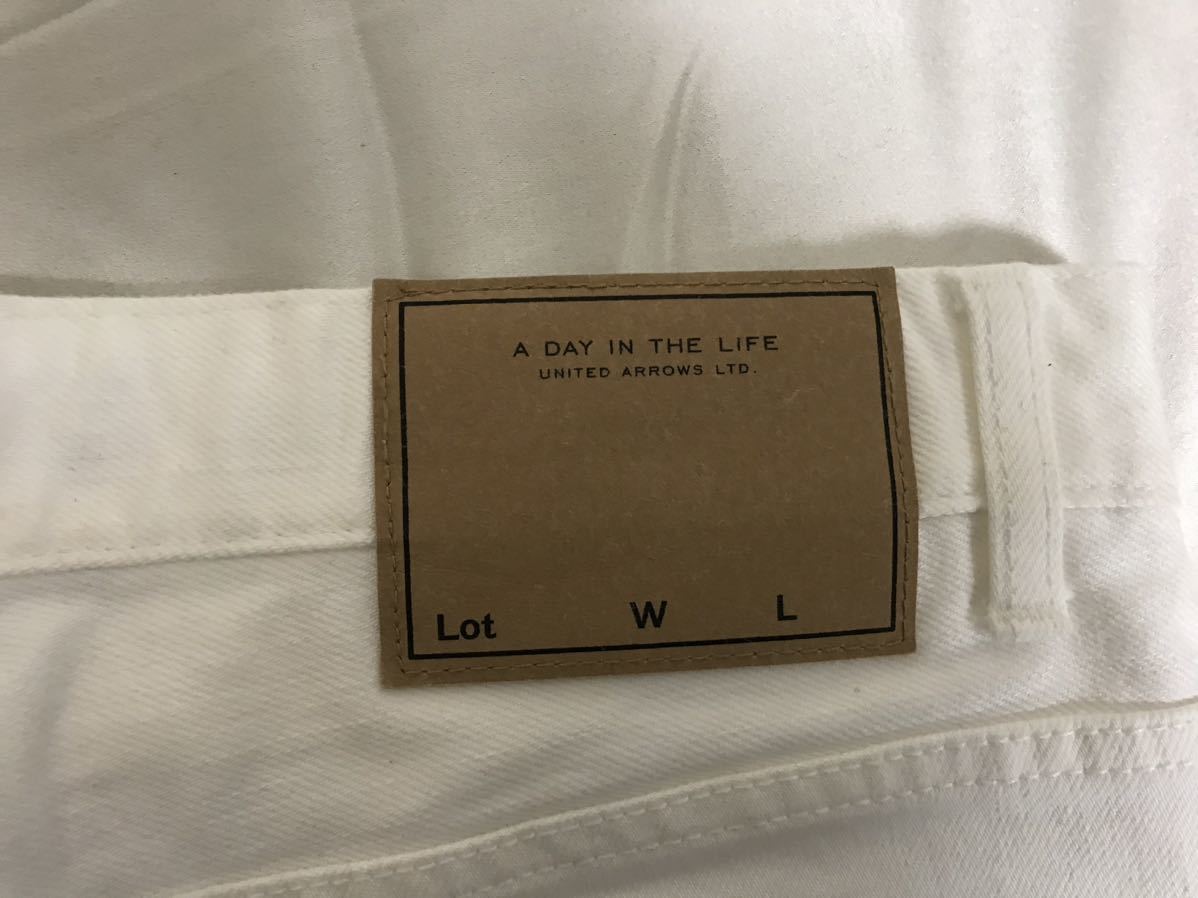 A DAY IN THE LIFE
UNITED ARROWS LTD.
Lot W L